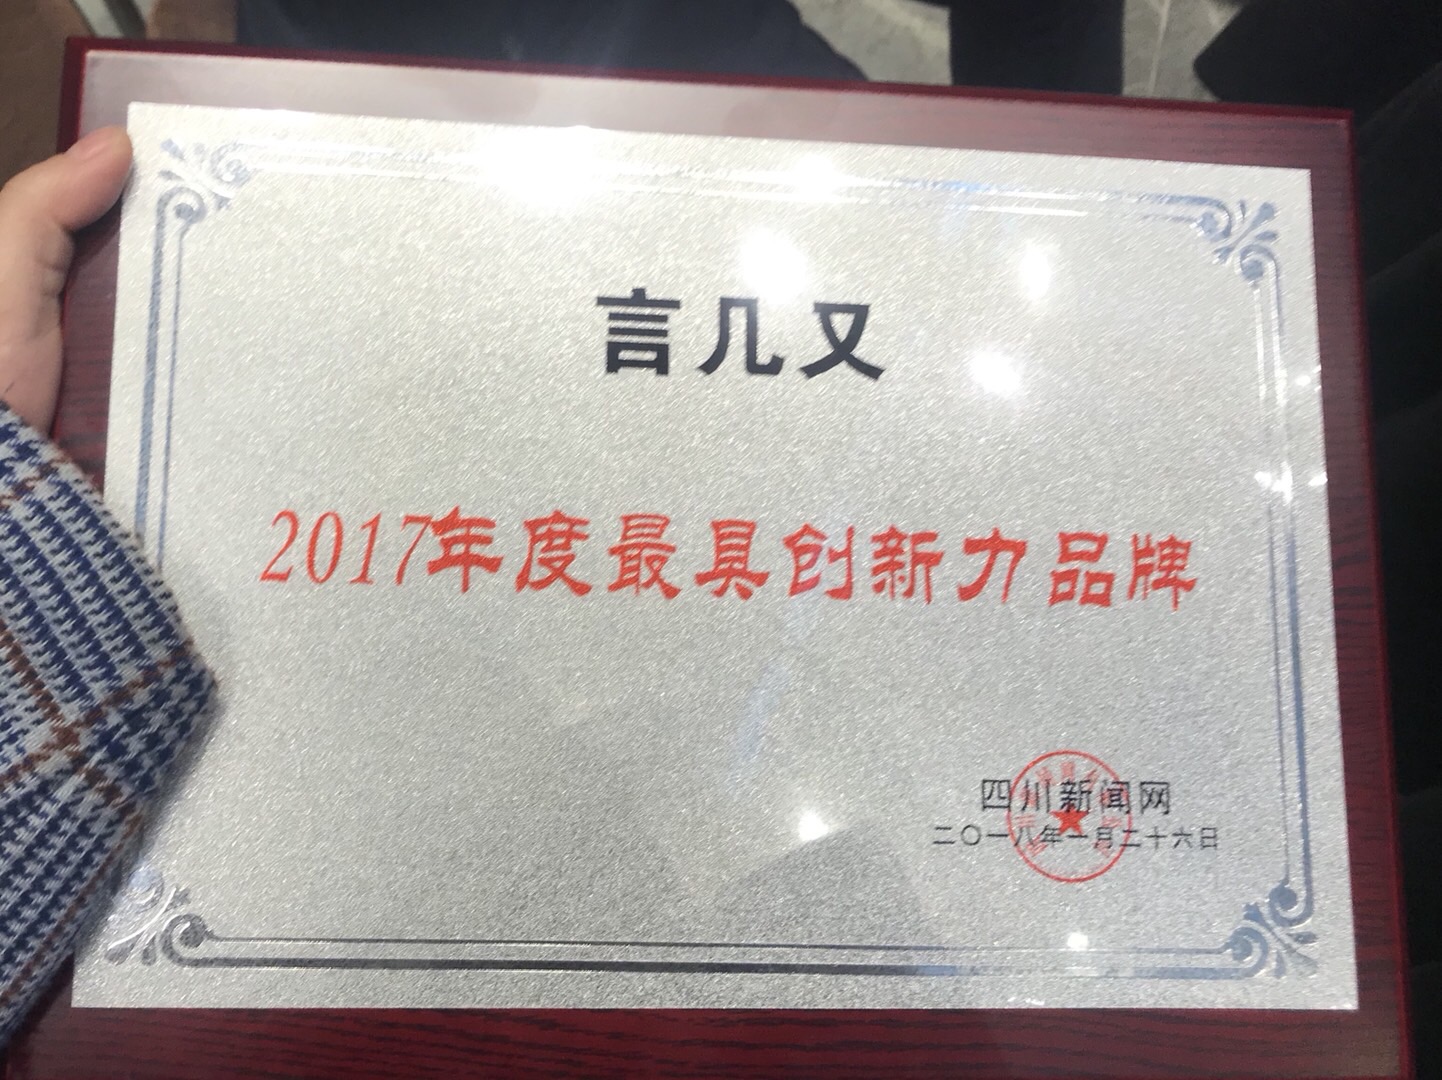 言几又
2017年度最具创新力品牌
四川新闻网
二〇一八年一月二十六日